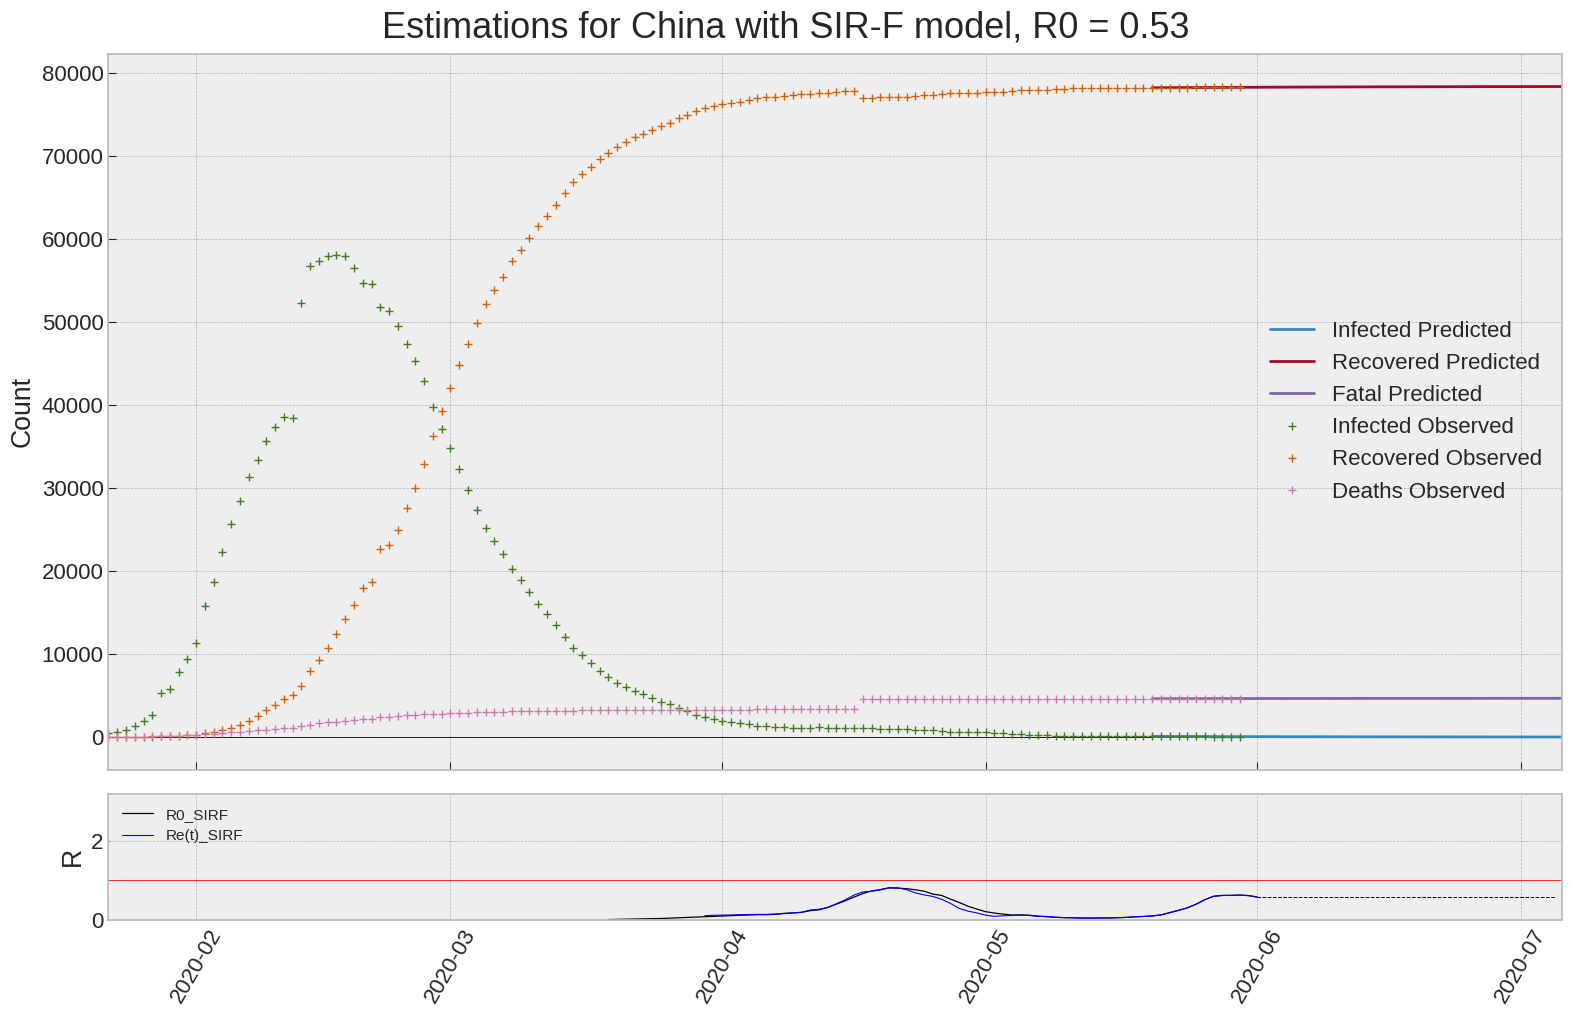 Estimations for China with SIR-F model, R0 = 0.53
80000
70000
60000
50000
40000
30000
20000
10000
0
Count
Infected Predicted
Recovered Predicted
Fatal Predicted
Infected Observed
Recovered Observed
Deaths Observed
R0_SIRF
Re(t)_SIRF
2
0
R
2020-02
2020-03
2020-04
2020-05
2020-06
2020-07